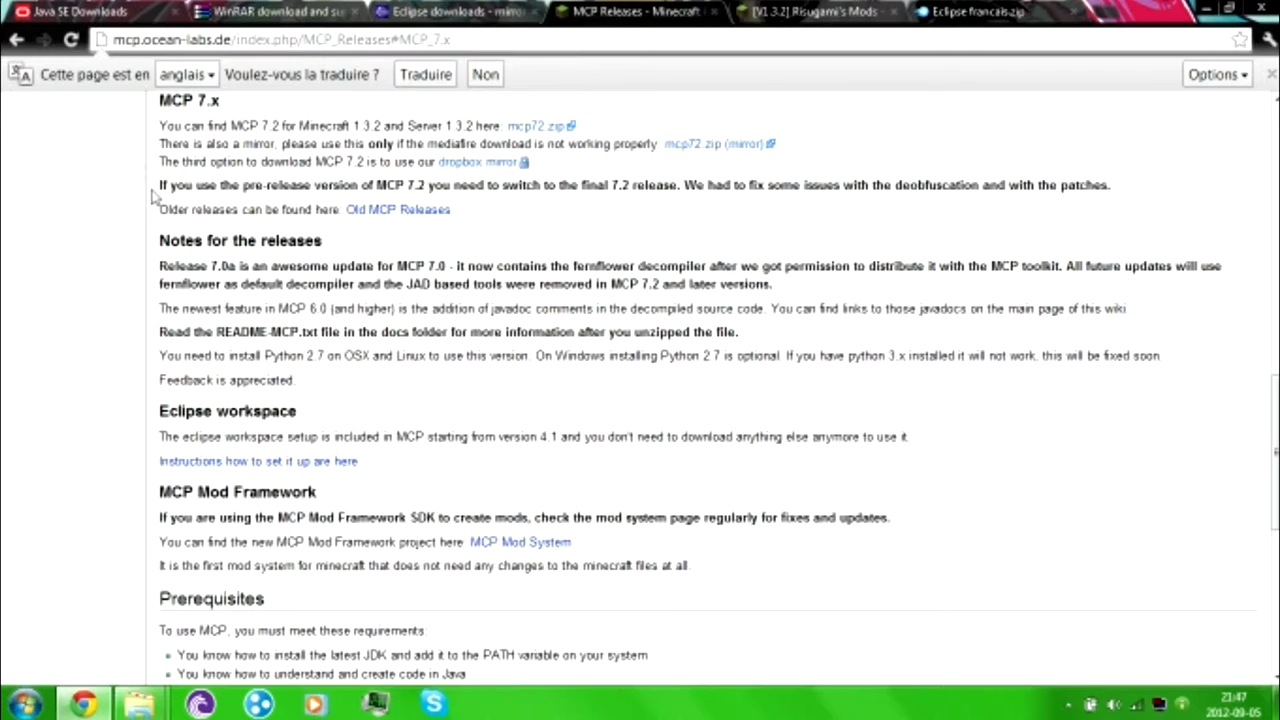 Java SE Downloads
WinRAR download and su
Eclipse downloads - mirro
MCP Releases - Minecraft
[V1.3.2] Risugami's Mods -
Eclipse francais.zip
mcp.ocean-labs.de/index.php/MCP_Releases#MCP_7.x
Cette page est en anglais Voulez-vous la traduire ? Traduire Non Options
MCP 7.x
You can find MCP 7.2 for Minecraft 1.3.2 and Server 1.3.2 here: mcp72.zip
There is also a mirror, please use this only if the mediafire download is not working properly mcp72.zip (mirror)
The third option to download MCP 7.2 is to use our dropbox mirror
If you use the pre-release version of MCP 7.2 you need to switch to the final 7.2 release. We had to fix some issues with the deobfuscation and with the patches.
Older releases can be found here: Old MCP Releases
Notes for the releases
Release 7.0a is an awesome update for MCP 7.0 - it now contains the fernflower decompiler after we got permission to distribute it with the MCP toolkit. All future updates will use
fernflower as default decompiler and the JAD based tools were removed in MCP 7.2 and later versions.
The newest feature in MCP 6.0 (and higher) is the addition of javadoc comments in the decompiled source code. You can find links to those javadocs on the main page of this wiki.
Read the README-MCP.txt file in the docs folder for more information after you unzipped the file.
You need to install Python 2.7 on OSX and Linux to use this version. On Windows installing Python 2.7 is optional. If you have python 3.x installed it will not work, this will be fixed soon.
Feedback is appreciated.
Eclipse workspace
The eclipse workspace setup is included in MCP starting from version 4.1 and you don't need to download anything else anymore to use it.
Instructions how to set it up are here
MCP Mod Framework
If you are using the MCP Mod Framework SDK to create mods, check the mod system page regularly for fixes and updates.
You can find the new MCP Mod Framework project here: MCP Mod System
It is the first mod system for minecraft that does not need any changes to the minecraft files at all.
Prerequisites
To use MCP, you must meet these requirements:
You know how to install the latest JDK and add it to the PATH variable on your system
You know how to understand and create code in Java
21:47
2012-09-05